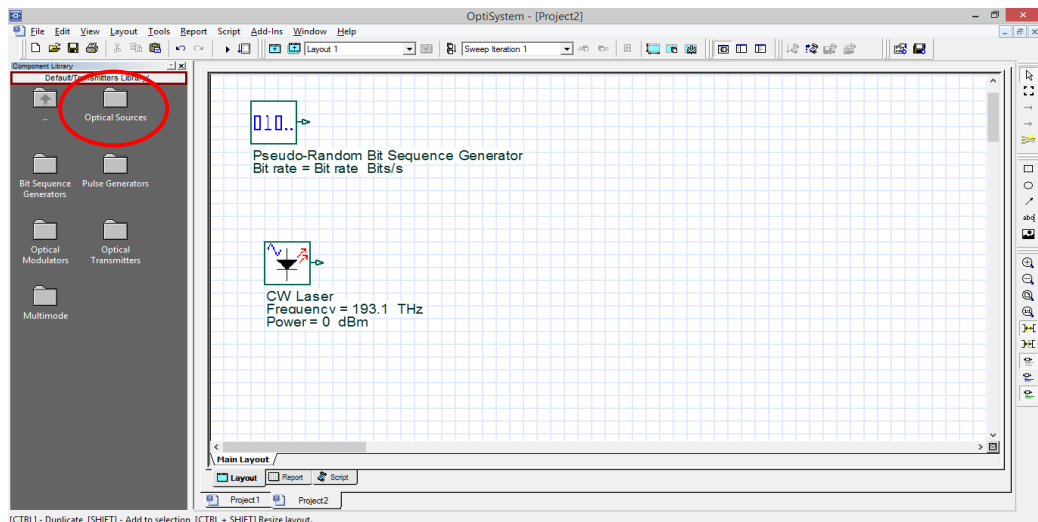 OptiSystem - [Project2]
File Edit View Layout Tools Report Script Add-Ins Window Help
Layout 1
Sweep Iteration 1
Component Library
Default/Transmitters Library/
..
Optical Sources
Bit Sequence Generators
Pulse Generators
Optical Modulators
Optical Transmitters
Multimode
010..
Pseudo-Random Bit Sequence Generator
Bit rate = Bit rate Bits/s
CW Laser
Frequency = 193.1 THz
Power = 0 dBm
abc
Main Layout
Layout Report Script
Project1 Project2
[CTRL] - Duplicate, [SHIFT] - Add to selection, [CTRL + SHIFT] Resize layout.